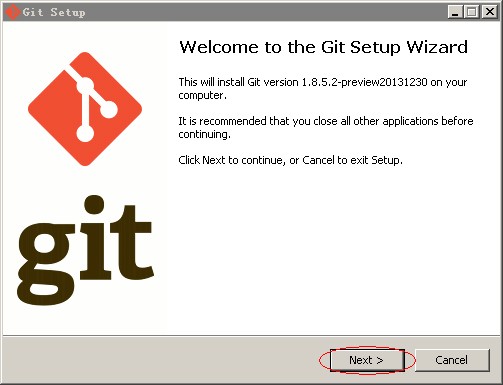 Git Setup
Welcome to the Git Setup Wizard
This will install Git version 1.8.5.2-preview20131230 on your
computer.
It is recommended that you close all other applications before
continuing.
Click Next to continue, or Cancel to exit Setup.
git
Next >
Cancel